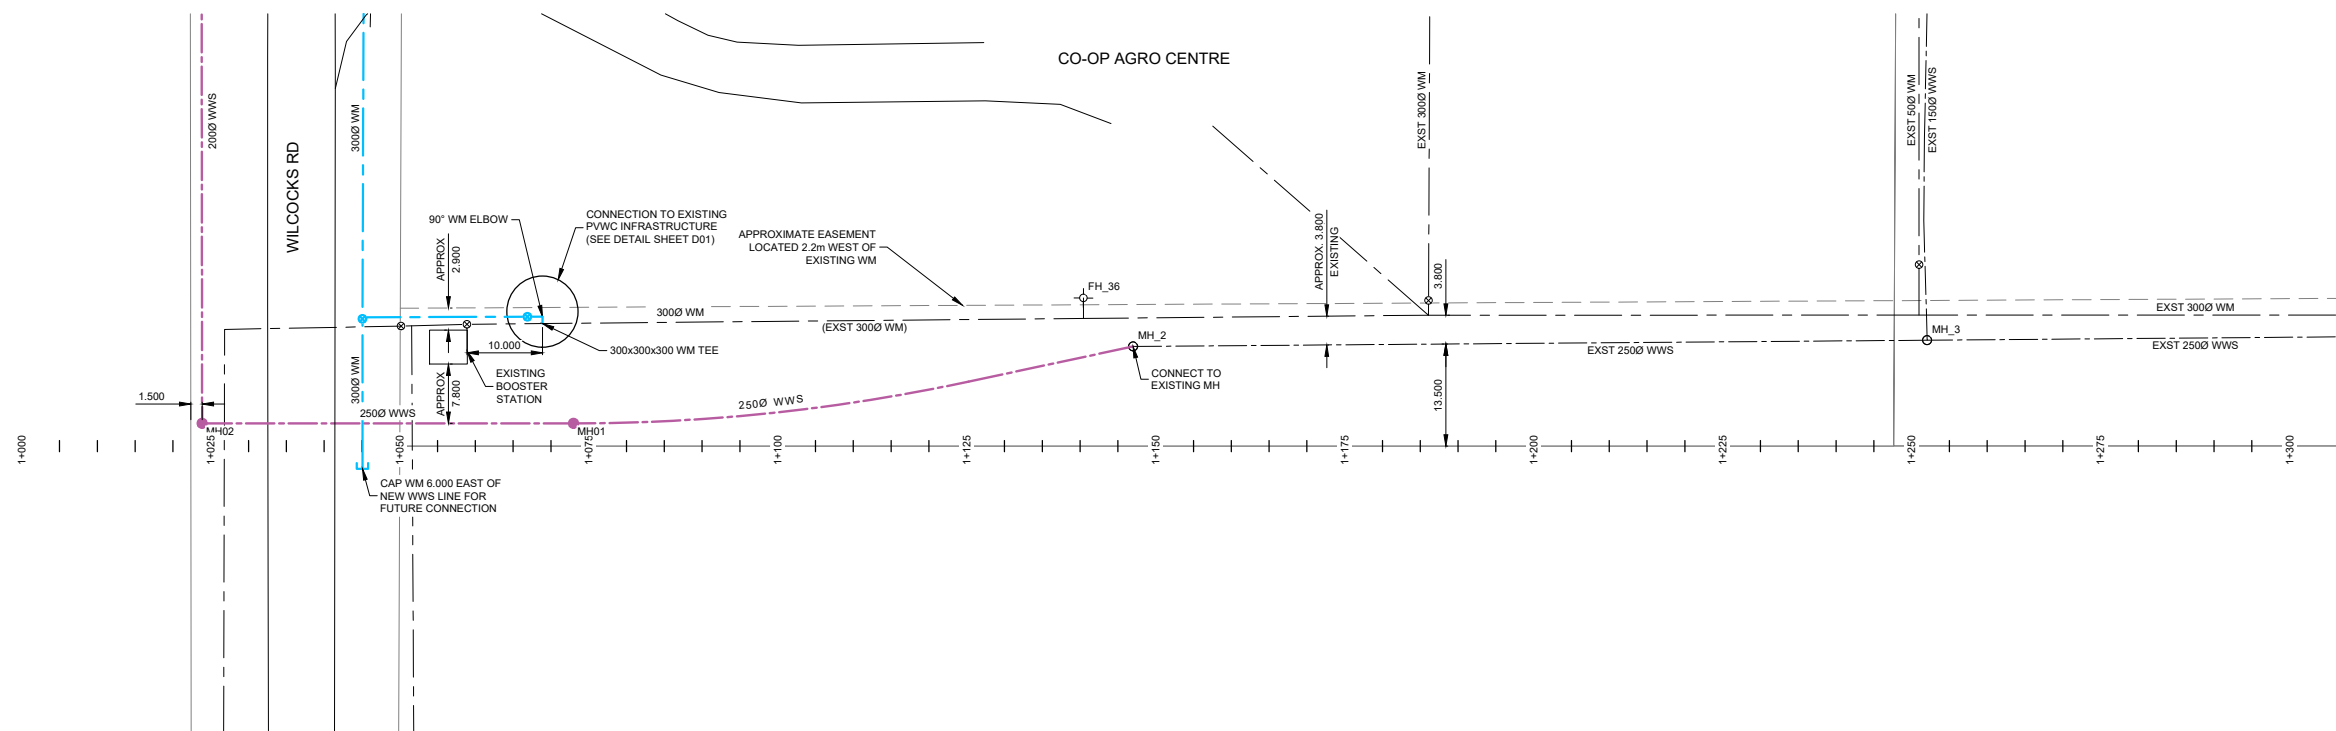 CO-OP AGRO CENTRE
200Ø WWS
WILCOCKS RD
300Ø WM
EXST 300Ø WM
EXST 50Ø WM
EXST 150Ø WWS
90° WM ELBOW
CONNECTION TO EXISTING
PVWC INFRASTRUCTURE
(SEE DETAIL SHEET D01)
APPROX
2.900
APPROXIMATE EASEMENT
LOCATED 2.2m WEST OF
EXISTING WM
APPROX. 3.800
EXISTING
3.800
FH_36
300Ø WM
(EXST 300Ø WM)
EXST 300Ø WM
10.000
300x300x300 WM TEE
MH_2
MH_3
EXST 250Ø WWS
EXST 250Ø WWS
EXISTING
BOOSTER
STATION
CONNECT TO
EXISTING MH
1.500
300Ø WM
APPROX
7.800
250Ø WWS
250Ø WWS
13.500
MH02
MH01
1+000
1+025
1+050
1+075
1+100
1+125
1+150
1+175
1+200
1+225
1+250
1+275
1+300
CAP WM 6.000 EAST OF
NEW WWS LINE FOR
FUTURE CONNECTION